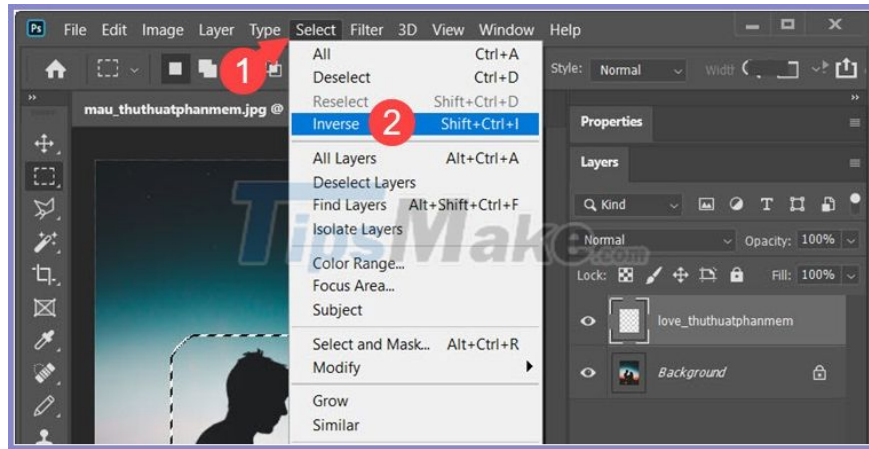 Ps File Edit Image Layer Type Select Filter 3D View Window Help
1
Style: Normal Widt
mau_thuthuatphanmem.jpg @
All Ctrl+A
Deselect Ctrl+D
Reselect Shift+Ctrl+D
Inverse 2 Shift+Ctrl+I
All Layers Alt+Ctrl+A
Deselect Layers
Find Layers Alt+Shift+Ctrl+F
Isolate Layers
Color Range...
Focus Area...
Subject
Select and Mask... Alt+Ctrl+R
Modify
Grow
Similar
Properties
Layers
Kind T
Normal Opacity: 100%
Lock: Fill: 100%
love_thuthuatphanmem
Background
TipsMake.com